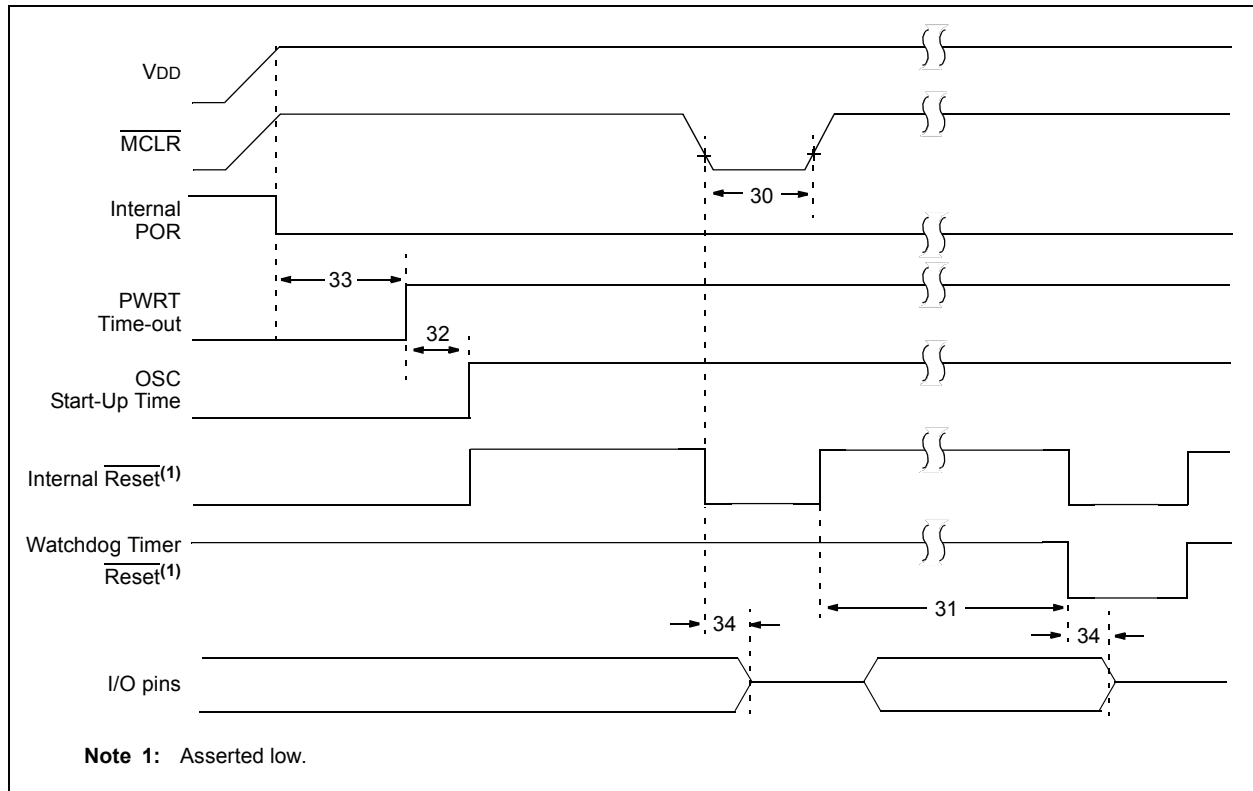 VDD
MCLR
30
Internal
POR
33
PWRT
Time-out
32
OSC
Start-Up Time
Internal Reset(1)
Watchdog Timer
Reset(1)
31
34
34
I/O pins
Note 1: Asserted low.